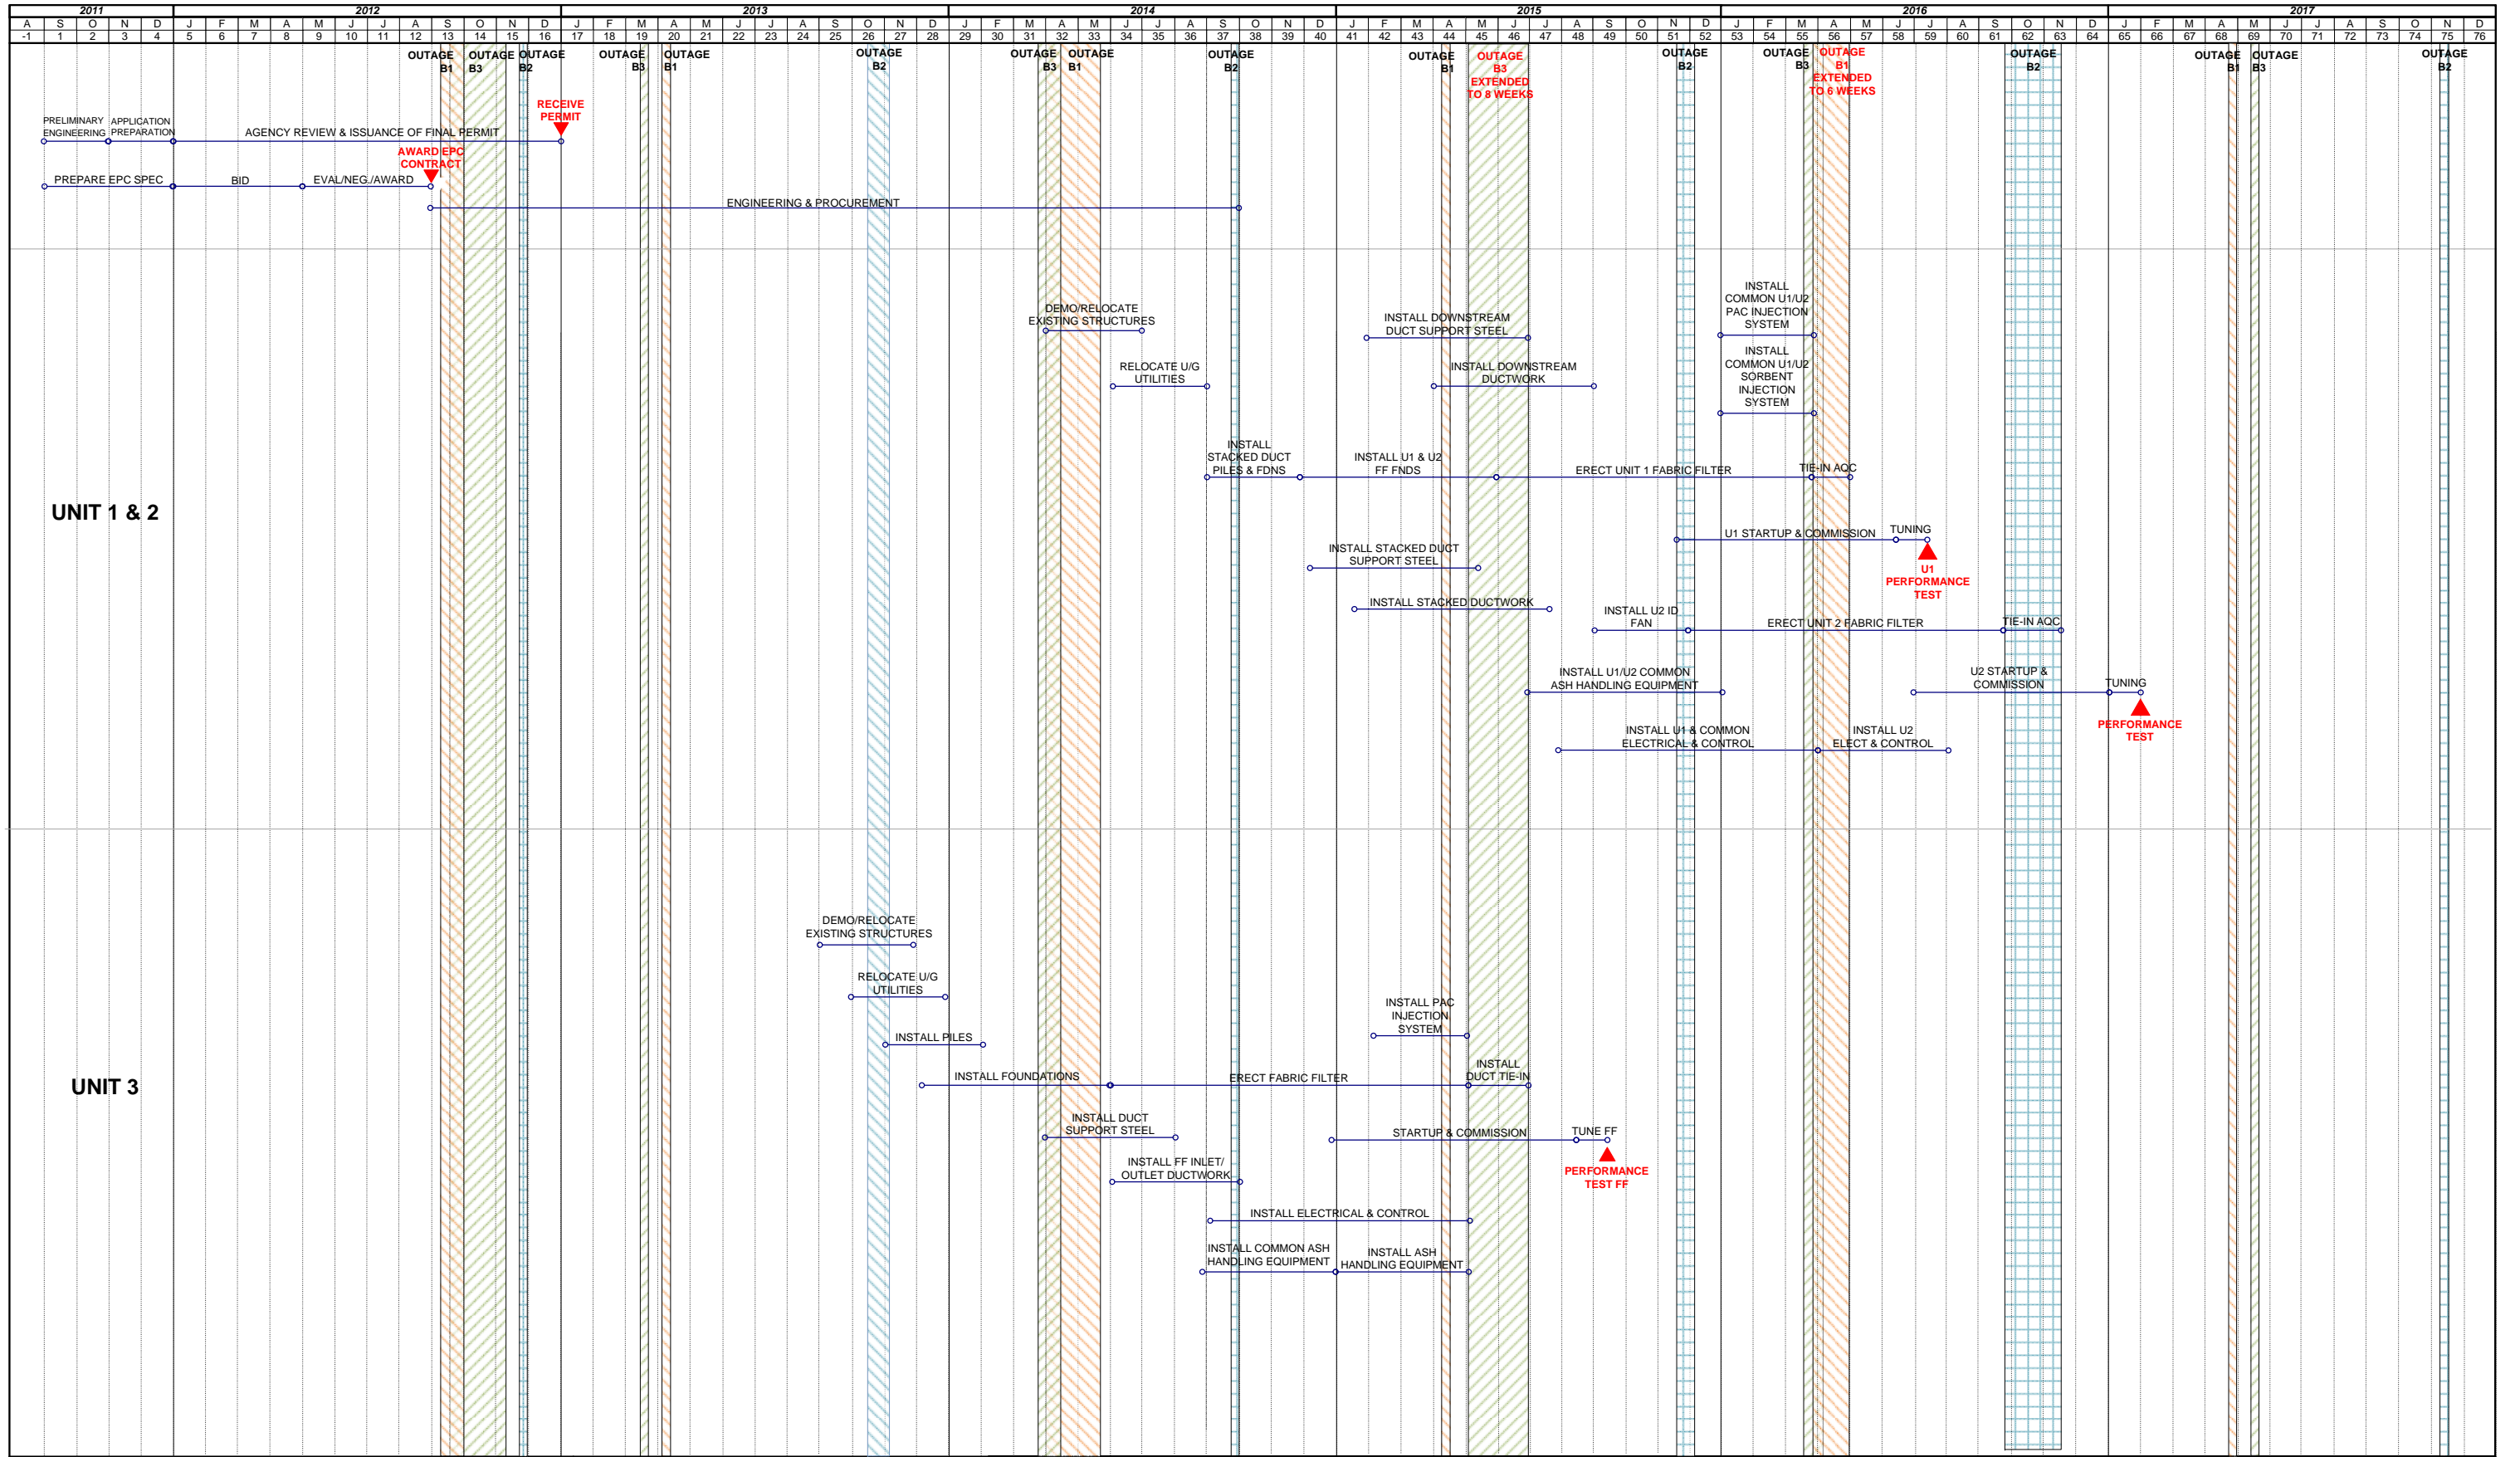 2011 2012 2013 2014 2015 2016 2017
A S O N D J F M A M J J A S O N D J F M A M J J A S O N D J F M A M J J A S O N D J F M A M J J A S O N D J F M A M J J A S O N D J F M A M J J A S O N D
-1 1 2 3 4 5 6 7 8 9 10 11 12 13 14 15 16 17 18 19 20 21 22 23 24 25 26 27 28 29 30 31 32 33 34 35 36 37 38 39 40 41 42 43 44 45 46 47 48 49 50 51 52 53 54 55 56 57 58 59 60 61 62 63 64 65 66 67 68 69 70 71 72 73 74 75 76
OUTAGE
B1
OUTAGE
B3
OUTAGE
B2
OUTAGE
B3
OUTAGE
B1
OUTAGE
B2
OUTAGE
B3
OUTAGE
B1
OUTAGE
B2
OUTAGE
B1
OUTAGE
B3
EXTENDED
TO 8 WEEKS
OUTAGE
B2
OUTAGE
B3
OUTAGE
B1
EXTENDED
TO 6 WEEKS
OUTAGE
B2
OUTAGE
B1
OUTAGE
B3
OUTAGE
B2
PRELIMINARY
ENGINEERING
APPLICATION
PREPARATION
AGENCY REVIEW & ISSUANCE OF FINAL PERMIT
RECEIVE
PERMIT
AWARD EPC
CONTRACT
PREPARE EPC SPEC
BID
EVAL/NEG./AWARD
ENGINEERING & PROCUREMENT
UNIT 1 & 2
DEMO/RELOCATE
EXISTING STRUCTURES
INSTALL DOWNSTREAM
DUCT SUPPORT STEEL
INSTALL
COMMON U1/U2
PAC INJECTION
SYSTEM
RELOCATE U/G
UTILITIES
INSTALL DOWNSTREAM
DUCTWORK
INSTALL
COMMON U1/U2
SORBENT
INJECTION
SYSTEM
INSTALL
STACKED DUCT
PILES & FDNS
INSTALL U1 & U2
FF FNDS
ERECT UNIT 1 FABRIC FILTER
TIE-IN AQC
U1 STARTUP & COMMISSION
TUNING
U1
PERFORMANCE
TEST
INSTALL STACKED DUCT
SUPPORT STEEL
INSTALL STACKED DUCTWORK
INSTALL U2 ID
FAN
ERECT UNIT 2 FABRIC FILTER
TIE-IN AQC
INSTALL U1/U2 COMMON
ASH HANDLING EQUIPMENT
U2 STARTUP &
COMMISSION
TUNING
PERFORMANCE
TEST
INSTALL U1 & COMMON
ELECTRICAL & CONTROL
INSTALL U2
ELECT & CONTROL
UNIT 3
DEMO/RELOCATE
EXISTING STRUCTURES
RELOCATE U/G
UTILITIES
INSTALL PILES
INSTALL PAC
INJECTION
SYSTEM
INSTALL FOUNDATIONS
ERECT FABRIC FILTER
INSTALL
DUCT TIE-IN
INSTALL DUCT
SUPPORT STEEL
STARTUP & COMMISSION
TUNE FF
PERFORMANCE
TEST FF
INSTALL FF INLET/
OUTLET DUCTWORK
INSTALL ELECTRICAL & CONTROL
INSTALL COMMON ASH
HANDLING EQUIPMENT
INSTALL ASH
HANDLING EQUIPMENT